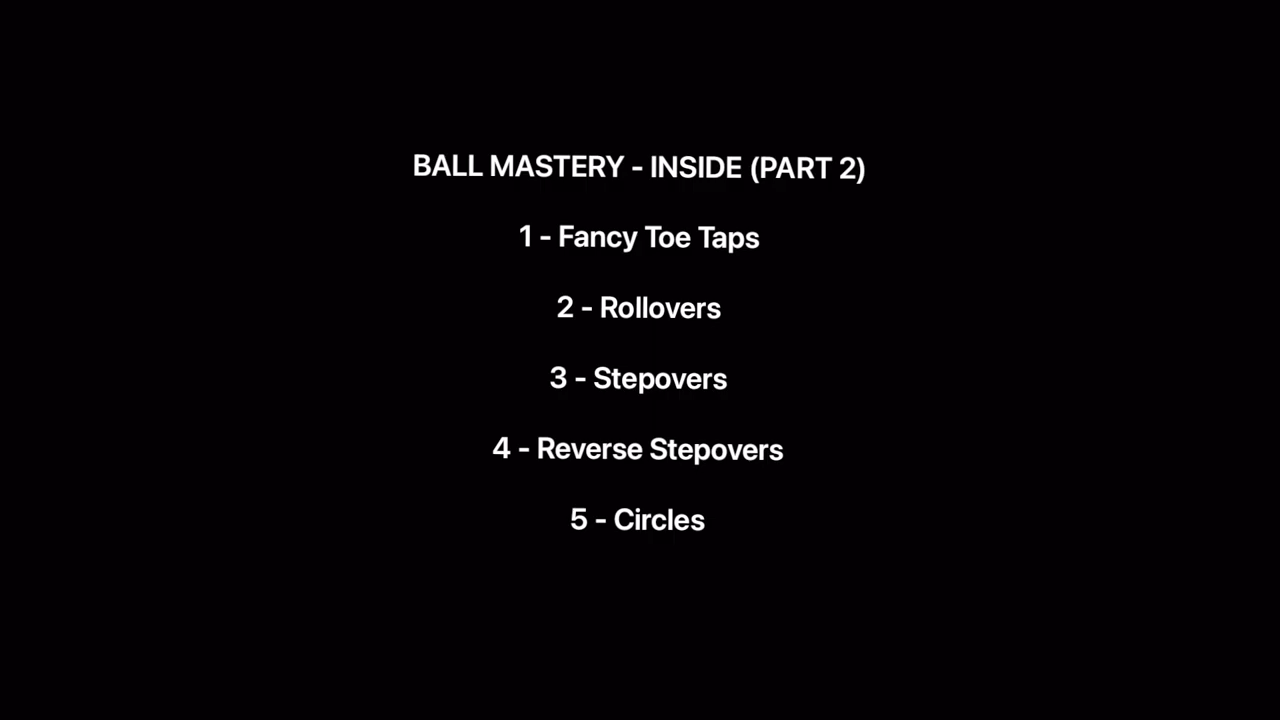 BALL MASTERY - INSIDE (PART 2)
1 - Fancy Toe Taps
2 - Rollovers
3 - Stepovers
4 - Reverse Stepovers
5 - Circles